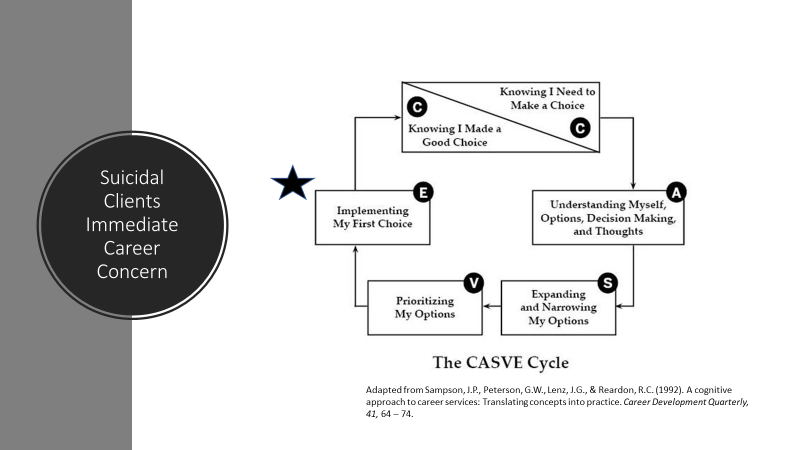 Suicidal
Clients
Immediate
Career
Concern
Knowing I Need to
Make a Choice
C
C
Knowing I Made a
Good Choice
E
Implementing
My First Choice
A
Understanding Myself,
Options, Decision Making,
and Thoughts
V
Prioritizing
My Options
S
Expanding
and Narrowing
My Options
The CASVE Cycle
Adapted from Sampson, J.P., Peterson, G.W., Lenz, J.G., & Reardon, R.C. (1992). A cognitive
approach to career services: Translating concepts into practice. Career Development Quarterly,
41, 64 – 74.